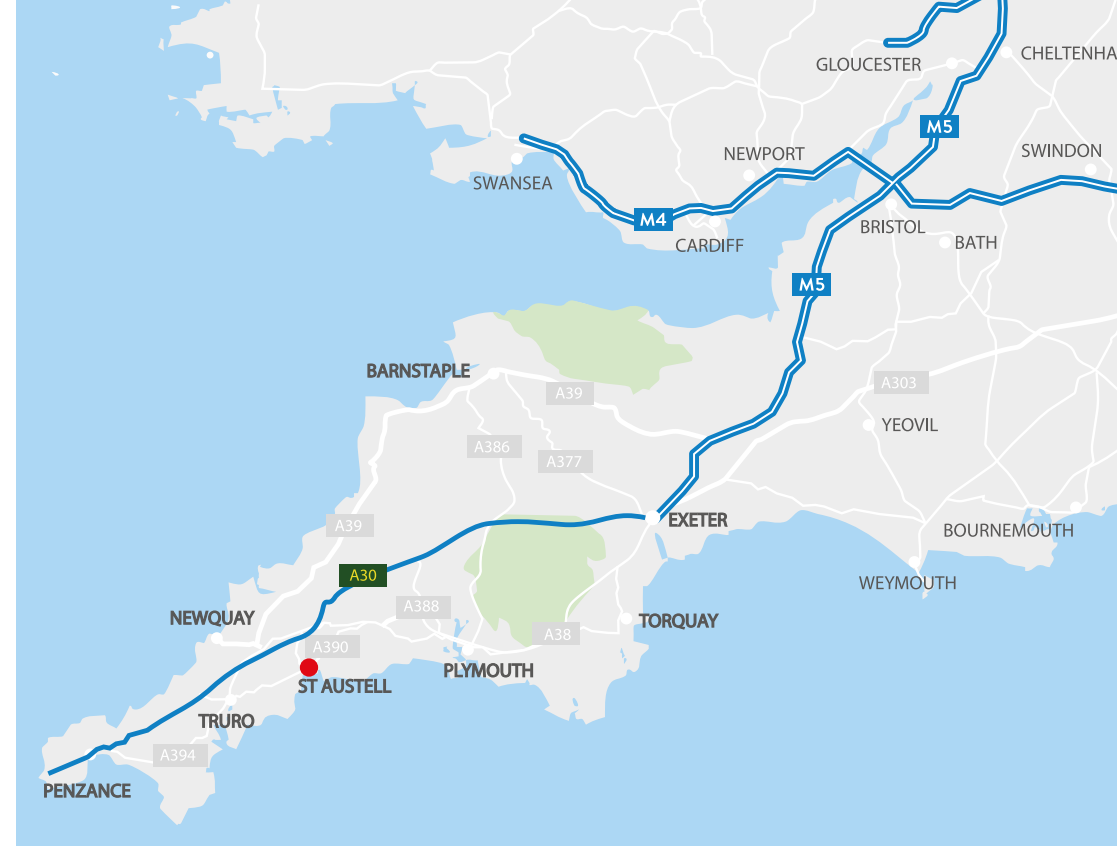 GLOUCESTER
CHELTENHA
M5
NEWPORT
SWINDON
SWANSEA
M4
CARDIFF
BRISTOL
BATH
M5
BARNSTAPLE
A39
A303
YEOVIL
A386
A377
EXETER
A39
BOURNEMOUTH
A30
WEYMOUTH
A388
NEWQUAY
TORQUAY
A38
A390
PLYMOUTH
ST AUSTELL
TRURO
A394
PENZANCE